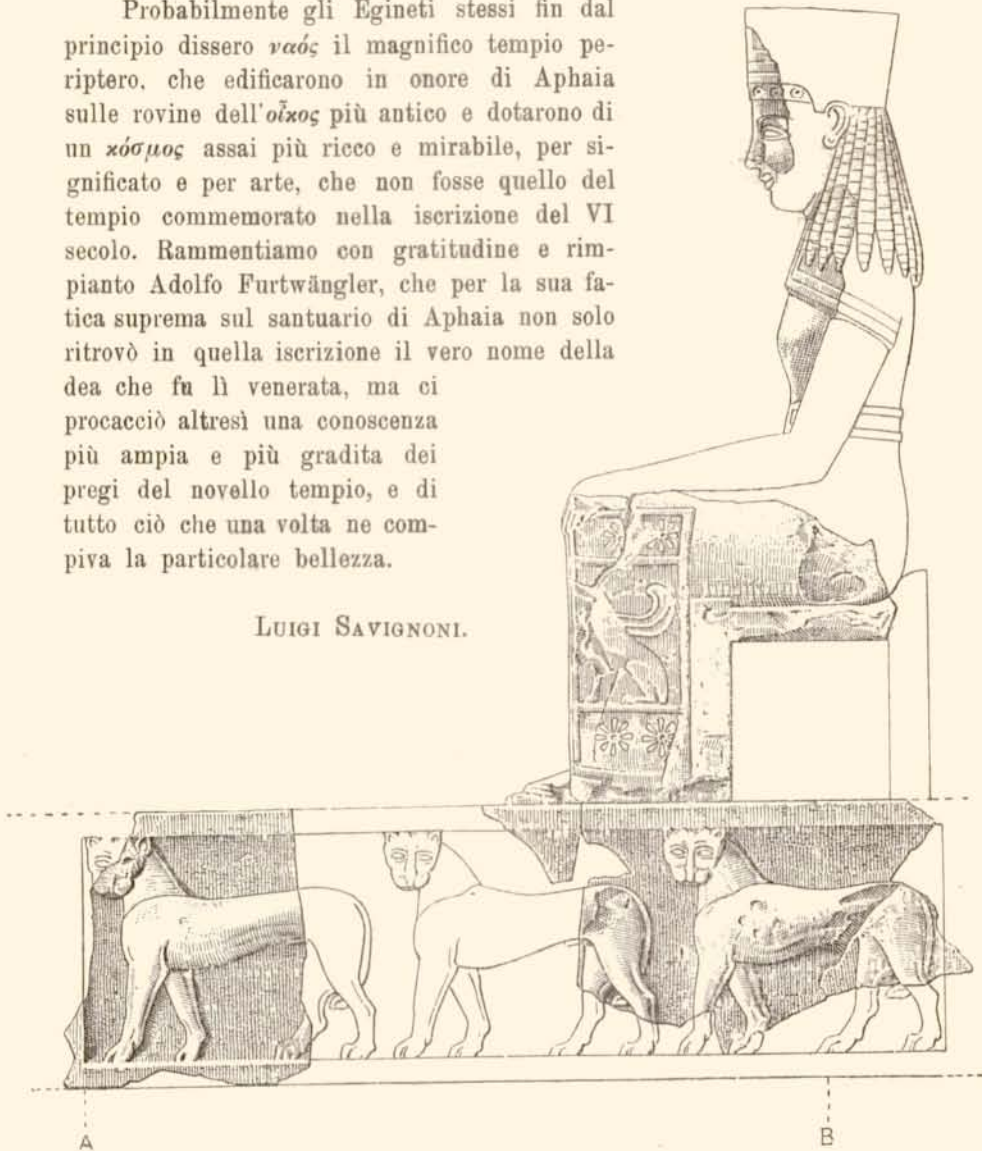 Probabilmente gli Egineti stessi fin dal
principio dissero ναός il magnifico tempio pe-
riptero, che edificarono in onore di Aphaia
sulle rovine dell'οἶκος più antico e dotarono di
un κόσμος assai più ricco e mirabile, per si-
gnificato e per arte, che non fosse quello del
tempio commemorato nella iscrizione del VI
secolo. Rammentiamo con gratitudine e rim-
pianto Adolfo Furtwängler, che per la sua fa-
tica suprema sul santuario di Aphaia non solo
ritrovò in quella iscrizione il vero nome della
dea che fu lì venerata, ma ci
procacciò altresì una conoscenza
più ampia e più gradita dei
pregi del novello tempio, e di
tutto ciò che una volta ne com-
piva la particolare bellezza.
LUIGI SAVIGNONI.
A
B